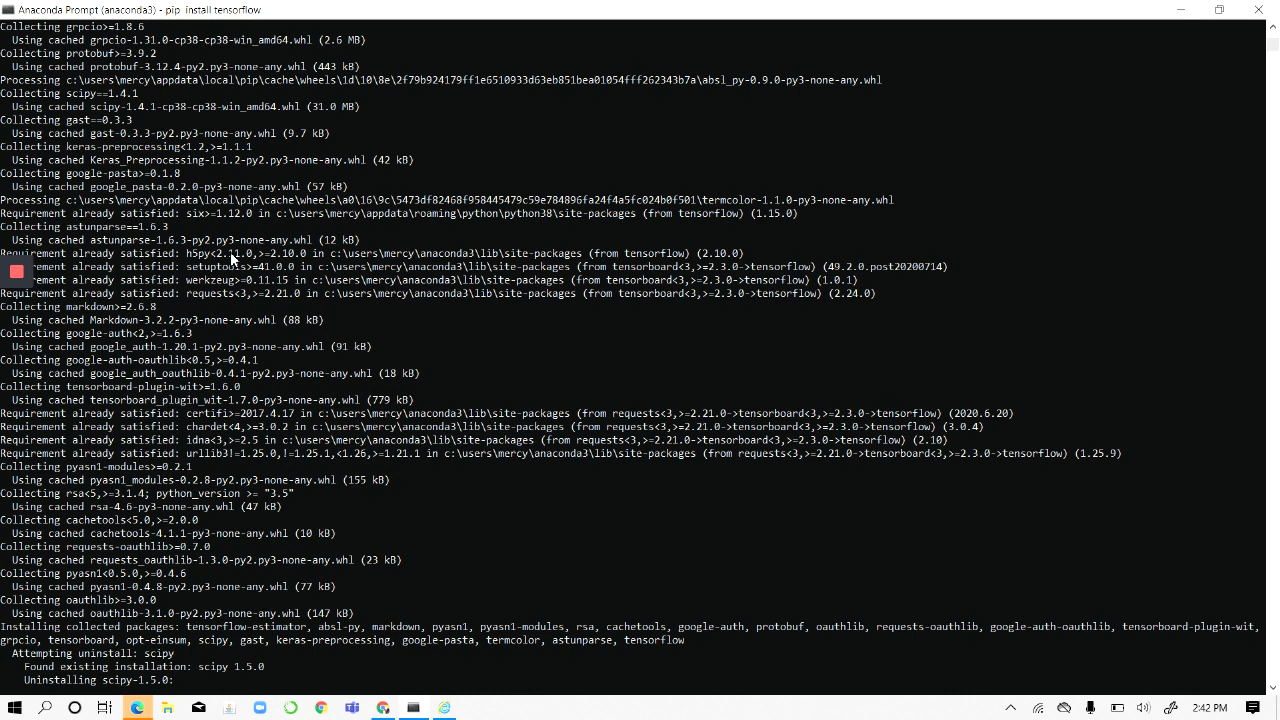 Anaconda Prompt (anaconda3) - pip install tensorflow
Collecting grpcio>=1.8.6
Using cached grpcio-1.31.0-cp38-cp38-win_amd64.whl (2.6 MB)
Collecting protobuf>=3.9.2
Using cached protobuf-3.12.4-py2.py3-none-any.whl (443 kB)
Processing c:\users\mercy\appdata\local\pip\cache\wheels\1d\10\8e\2f79b924179ff1e6510933d63eb851bea01054fff262343b7a\absl_py-0.9.0-py3-none-any.whl
Collecting scipy==1.4.1
Using cached scipy-1.4.1-cp38-cp38-win_amd64.whl (31.0 MB)
Collecting gast==0.3.3
Using cached gast-0.3.3-py2.py3-none-any.whl (9.7 kB)
Collecting keras-preprocessing<1.2,>=1.1.1
Using cached Keras_Preprocessing-1.1.2-py2.py3-none-any.whl (42 kB)
Collecting google-pasta>=0.1.8
Using cached google_pasta-0.2.0-py3-none-any.whl (57 kB)
Processing c:\users\mercy\appdata\local\pip\cache\wheels\a0\16\9c\5473df82468f958445479c59e784896fa24f4a5fc024b0f501\termcolor-1.1.0-py3-none-any.whl
Requirement already satisfied: six>=1.12.0 in c:\users\mercy\appdata\roaming\python\python38\site-packages (from tensorflow) (1.15.0)
Collecting astunparse==1.6.3
Using cached astunparse-1.6.3-py2.py3-none-any.whl (12 kB)
Requirement already satisfied: h5py<2.11.0,>=2.10.0 in c:\users\mercy\anaconda3\lib\site-packages (from tensorflow) (2.10.0)
ement already satisfied: setuptools>=41.0.0 in c:\users\mercy\anaconda3\lib\site-packages (from tensorboard<3,>=2.3.0->tensorflow) (49.2.0.post20200714)
ement already satisfied: werkzeug>=0.11.15 in c:\users\mercy\anaconda3\lib\site-packages (from tensorboard<3,>=2.3.0->tensorflow) (1.0.1)
Requirement already satisfied: requests<3,>=2.21.0 in c:\users\mercy\anaconda3\lib\site-packages (from tensorboard<3,>=2.3.0->tensorflow) (2.24.0)
Collecting markdown>=2.6.8
Using cached Markdown-3.2.2-py3-none-any.whl (88 kB)
Collecting google-auth<2,>=1.6.3
Using cached google_auth-1.20.1-py2.py3-none-any.whl (91 kB)
Collecting google-auth-oauthlib<0.5,>=0.4.1
Using cached google_auth_oauthlib-0.4.1-py2.py3-none-any.whl (18 kB)
Collecting tensorboard-plugin-wit>=1.6.0
Using cached tensorboard_plugin_wit-1.7.0-py3-none-any.whl (779 kB)
Requirement already satisfied: certifi>=2017.4.17 in c:\users\mercy\anaconda3\lib\site-packages (from requests<3,>=2.21.0->tensorboard<3,>=2.3.0->tensorflow) (2020.6.20)
Requirement already satisfied: chardet<4,>=3.0.2 in c:\users\mercy\anaconda3\lib\site-packages (from requests<3,>=2.21.0->tensorboard<3,>=2.3.0->tensorflow) (3.0.4)
Requirement already satisfied: idna<3,>=2.5 in c:\users\mercy\anaconda3\lib\site-packages (from requests<3,>=2.21.0->tensorboard<3,>=2.3.0->tensorflow) (2.10)
Requirement already satisfied: urllib3!=1.25.0,!=1.25.1,<1.26,>=1.21.1 in c:\users\mercy\anaconda3\lib\site-packages (from requests<3,>=2.21.0->tensorboard<3,>=2.3.0->tensorflow) (1.25.9)
Collecting pyasn1-modules>=0.2.1
Using cached pyasn1_modules-0.2.8-py2.py3-none-any.whl (155 kB)
Collecting rsa<5,>=3.1.4; python_version >= "3.5"
Using cached rsa-4.6-py3-none-any.whl (47 kB)
Collecting cachetools<5.0,>=2.0.0
Using cached cachetools-4.1.1-py3-none-any.whl (10 kB)
Collecting requests-oauthlib>=0.7.0
Using cached requests_oauthlib-1.3.0-py2.py3-none-any.whl (23 kB)
Collecting pyasn1<0.5.0,>=0.4.6
Using cached pyasn1-0.4.8-py2.py3-none-any.whl (77 kB)
Collecting oauthlib>=3.0.0
Using cached oauthlib-3.1.0-py2.py3-none-any.whl (147 kB)
Installing collected packages: tensorflow-estimator, absl-py, markdown, pyasn1, pyasn1-modules, rsa, cachetools, google-auth, protobuf, oauthlib, requests-oauthlib, google-auth-oauthlib, tensorboard-plugin-wit,
grpcio, tensorboard, opt-einsum, scipy, gast, keras-preprocessing, google-pasta, termcolor, astunparse, tensorflow
Attempting uninstall: scipy
Found existing installation: scipy 1.5.0
Uninstalling scipy-1.5.0:
2:42 PM